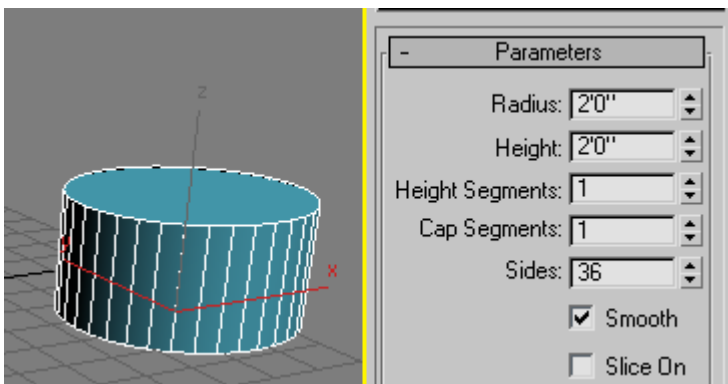 z
y
x
- Parameters
Radius: 2'0"
Height: 2'0"
Height Segments: 1
Cap Segments: 1
Sides: 36
Smooth
Slice On